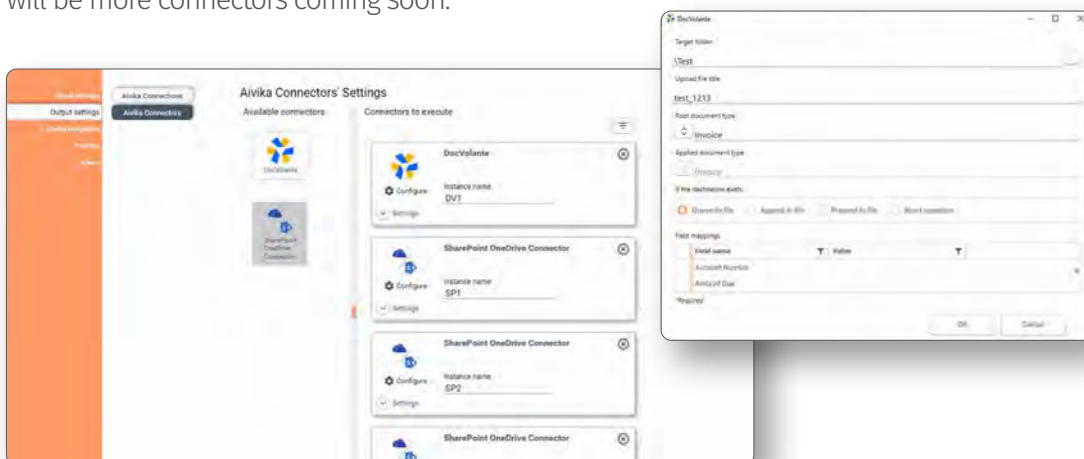 will be more connectors coming soon.
Output settings
Aivika Connections
Aivika Connectors
Aivika Connectors' Settings
Available connectors
Connectors to execute
DocVolante
SharePoint
OneDrive
Connector
DocVolante
Configure
Instance name
DV1
Settings
SharePoint OneDrive Connector
Configure
Instance name
SP1
Settings
SharePoint OneDrive Connector
Configure
Instance name
SP2
Settings
SharePoint OneDrive Connector
DocVolante
Target folder
\Test
Upload file title
test_1213
Root document type
Invoice
Applied document type
Invoice
If the destination exists
Overwrite file
Append to file
Prepend to file
Abort operation
Field mappings
Field name
Value
Account Number
Amount Due
*Required
OK
Cancel